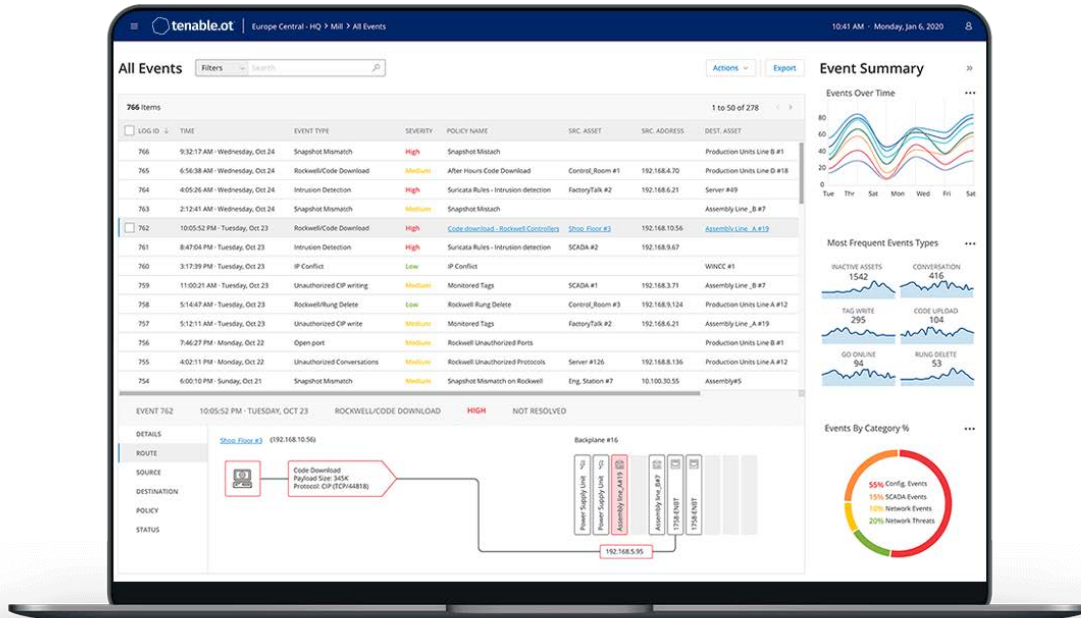 tenable.ot Europe Central - HQ > Mill > All Events 10:41 AM · Monday, Jan 6, 2020
All Events Filters Search Actions Export
766 Items 1 to 50 of 278
LOG ID TIME EVENT TYPE SEVERITY POLICY NAME SRC. ASSET SRC. ADDRESS DEST. ASSET
766 9:32:17 AM · Wednesday, Oct 24 Snapshot Mismatch High Snapshot Mistach Production Units Line B #1
765 6:56:38 AM · Wednesday, Oct 24 Rockwell/Code Download Medium After Hours Code Download Control_Room #1 192.168.4.70 Production Units Line D #18
764 4:05:26 AM · Wednesday, Oct 24 Intrusion Detection High Suricata Rules - Intrusion detection FactoryTalk #2 192.168.6.21 Server #49
763 2:12:41 AM · Wednesday, Oct 24 Snapshot Mismatch Medium Snapshot Mistach Assembly Line _B #7
762 10:05:52 PM · Tuesday, Oct 23 Rockwell/Code Download High Code download - Rockwell Controllers Shop_Floor #3 192.168.10.56 Assembly Line _A #19
761 8:47:04 PM · Tuesday, Oct 23 Intrusion Detection High Suricata Rules - Intrusion detection SCADA #2 192.168.9.67
760 3:17:39 PM · Tuesday, Oct 23 IP Conflict Low IP Conflict WiNCC #1
759 11:00:21 AM · Tuesday, Oct 23 Unauthorized CIP writing Medium Monitored Tags SCADA #1 192.168.3.71 Assembly Line _B #7
758 5:14:47 AM · Tuesday, Oct 23 Rockwell/Rung Delete Low Rockwell Rung Delete Control_Room #3 192.168.9.124 Production Units Line A #12
757 5:12:11 AM · Tuesday, Oct 23 Unauthorized CIP write Medium Monitored Tags FactoryTalk #2 192.168.6.21 Assembly Line _A #19
756 7:46:27 PM · Monday, Oct 22 Open port Medium Rockwell Unauthorized Ports Production Units Line B #1
755 4:02:11 PM · Monday, Oct 22 Unauthorized Conversations Medium Rockwell Unauthorized Protocols Server #126 192.168.8.136 Production Units Line A #12
754 6:00:10 PM · Sunday, Oct 21 Snapshot Mismatch Medium Snapshot Mismatch on Rockwell Eng. Station #7 10.100.30.55 Assembly#5
EVENT 762 10:05:52 PM · TUESDAY, OCT 23 ROCKWELL/CODE DOWNLOAD HIGH NOT RESOLVED
DETAILS
ROUTE
SOURCE
DESTINATION
POLICY
STATUS
Shop_Floor #3 (192.168.10.56)
Code Download
Payload Size: 345K
Protocol: CIP (TCP/44818)
Backplane #16
Power Supply Unit
Power Supply Unit
Assembly line_A#19
Assembly line_B#7
1758-ENBT
1758-ENBT
192.168.5.95
Event Summary
Events Over Time
80
60
40
20
0
Tue Thr Sat Mon Wed Fri Sat
Most Frequent Events Types
INACTIVE ASSETS CONVERSATION
1542 416
TAG WRITE CODE UPLOAD
295 104
GO ONLINE RUNG DELETE
94 53
Events By Category %
55% Config. Events
15% SCADA Events
10% Network Events
20% Network Threats